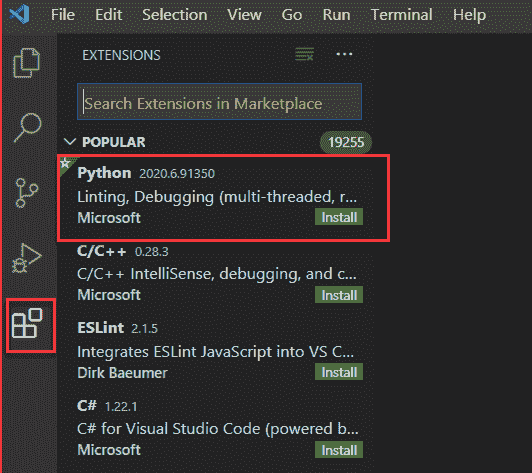 File Edit Selection View Go Run Terminal Help
EXTENSIONS
Search Extensions in Marketplace
POPULAR 19255
Python 2020.6.91350
Linting, Debugging (multi-threaded, r...
Microsoft Install
C/C++ 0.28.3
C/C++ IntelliSense, debugging, and c...
Microsoft Install
ESLint 2.1.5
Integrates ESLint JavaScript into VS C...
Dirk Baeumer Install
C# 1.22.1
C# for Visual Studio Code (powered b...
Microsoft Install